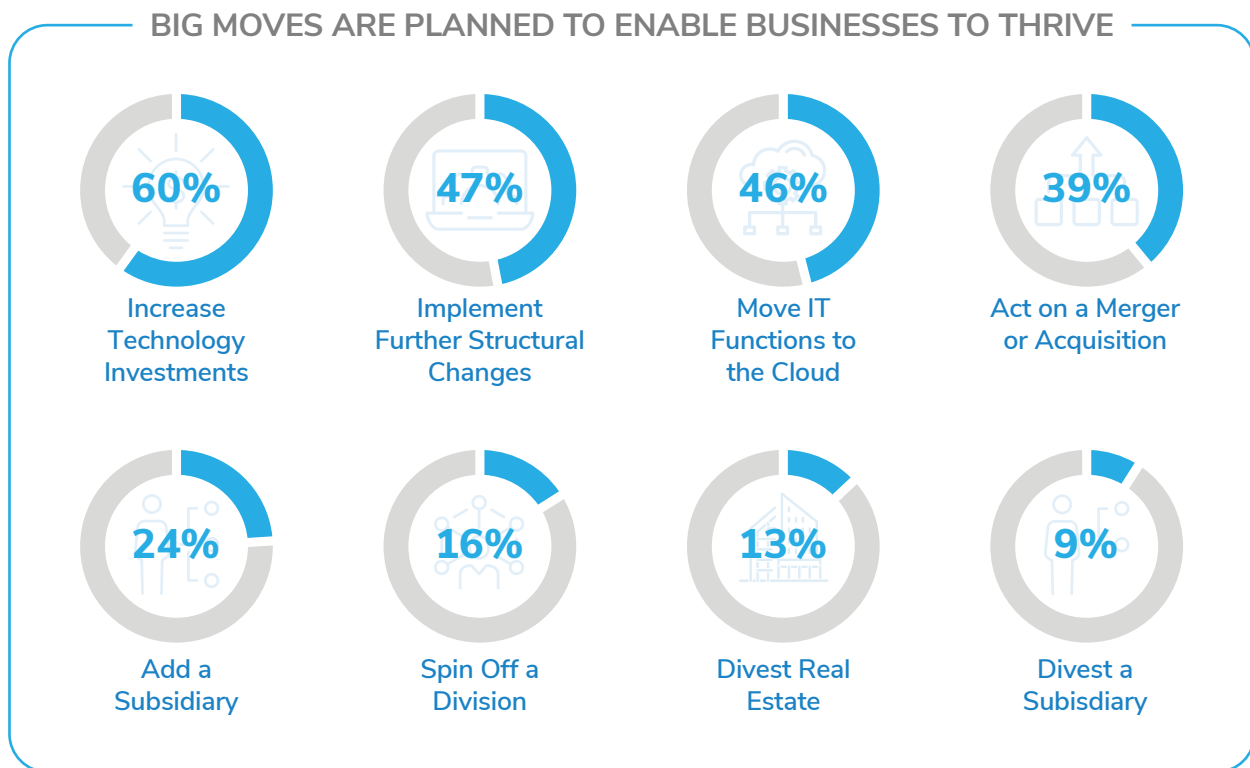 BIG MOVES ARE PLANNED TO ENABLE BUSINESSES TO THRIVE
60%
Increase
Technology
Investments
47%
Implement
Further Structural
Changes
46%
Move IT
Functions to
the Cloud
39%
Act on a Merger
or Acquisition
24%
Add a
Subsidiary
16%
Spin Off a
Division
13%
Divest Real
Estate
9%
Divest a
Subisdiary